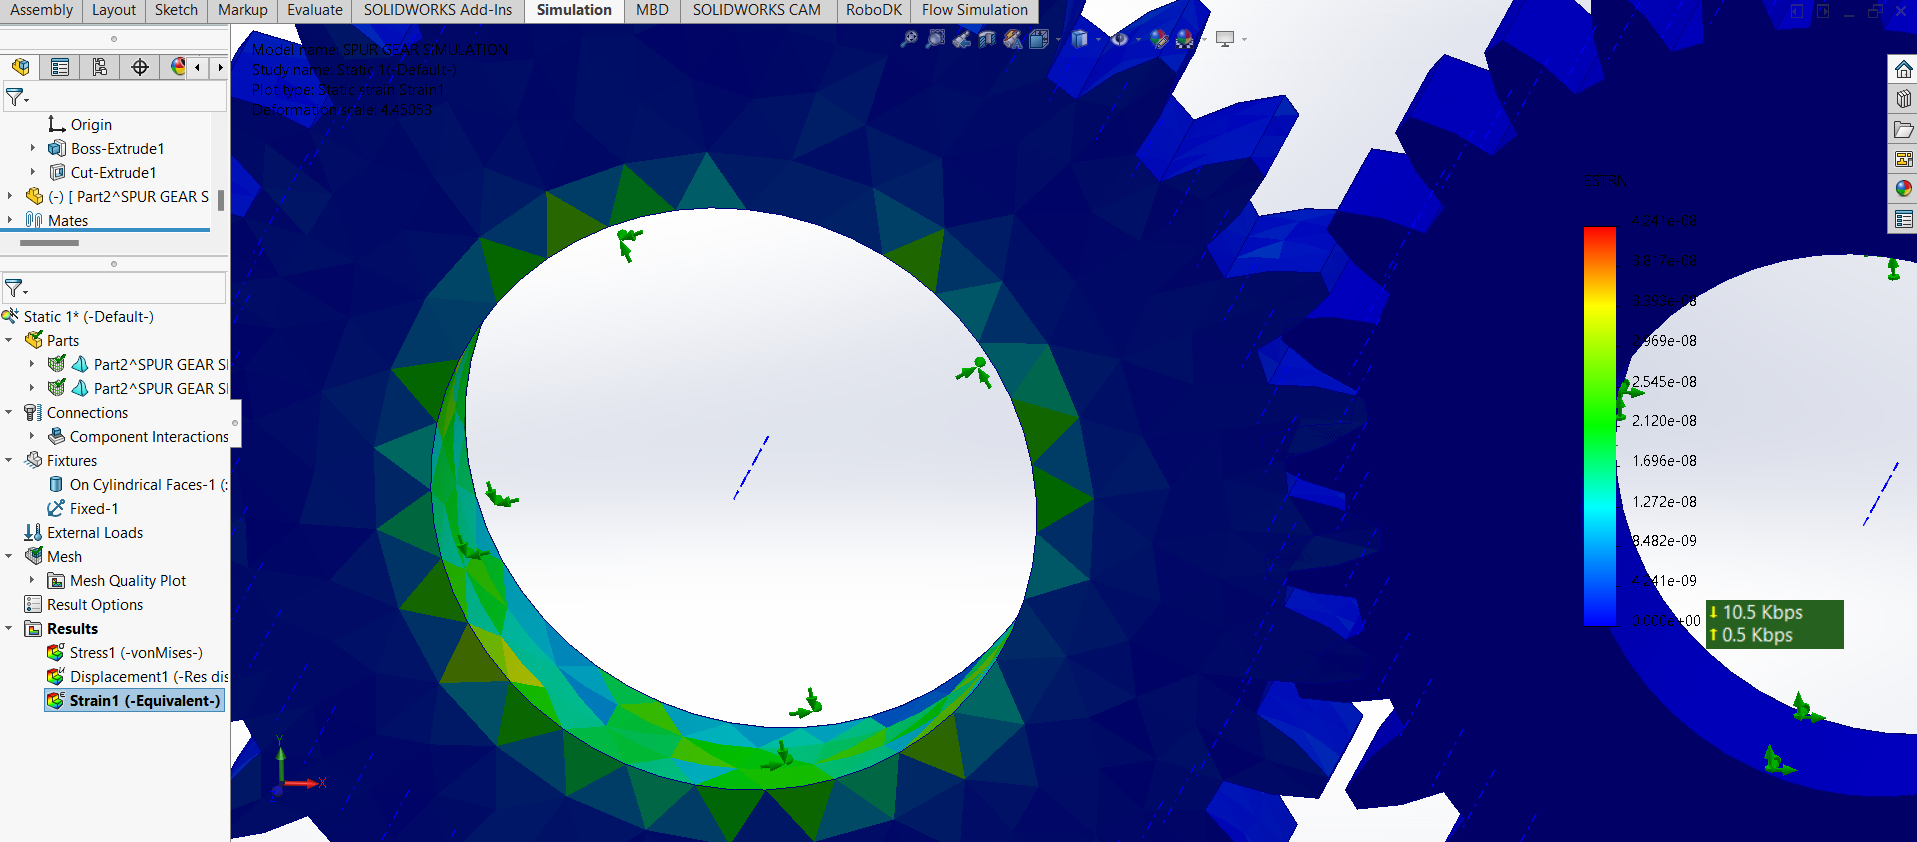 Assembly Layout Sketch Markup Evaluate SOLIDWORKS Add-Ins Simulation MBD SOLIDWORKS CAM RoboDK Flow Simulation
Model name: SPUR GEAR SIMULATION
Study name: Static 1(-Default-)
Plot type: Static strain Strain1
Deformation scale: 4.45053
Origin
Boss-Extrude1
Cut-Extrude1
(-) [ Part2^SPUR GEAR S
Mates
Static 1* (-Default-)
Parts
Part2^SPUR GEAR SI
Part2^SPUR GEAR SI
Connections
Component Interactions
Fixtures
On Cylindrical Faces-1 (:
Fixed-1
External Loads
Mesh
Mesh Quality Plot
Result Options
Results
Stress1 (-vonMises-)
Displacement1 (-Res dis
Strain1 (-Equivalent-)
Y
X
ESTRN
4.241e-08
3.817e-08
3.392e-08
2.969e-08
2.545e-08
2.120e-08
1.696e-08
1.272e-08
8.482e-09
4.241e-09
0.000e+00
↓ 10.5 Kbps
↑ 0.5 Kbps